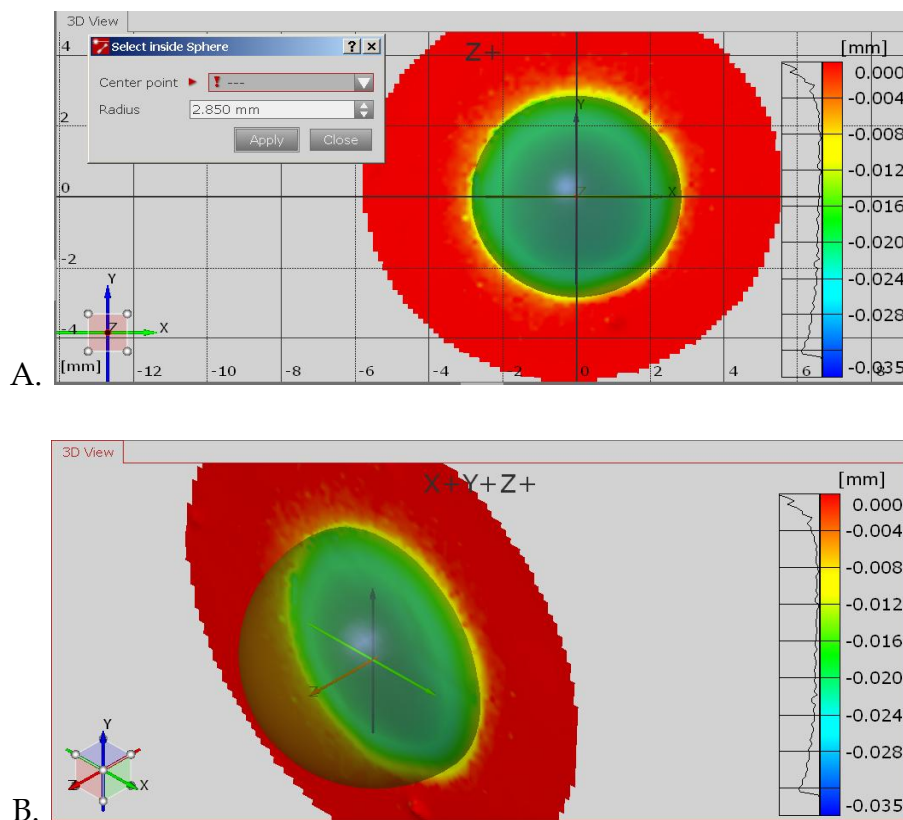 3D View
Select inside Sphere ? ×
Center point ! ---
Radius 2.850 mm
Apply Close
Z+
[mm]
0.000
-0.004
-0.008
-0.012
-0.016
-0.020
-0.024
-0.028
-0.035
4
2
0
-2
-4
Y
X
Z
Y
Z X
[mm]
-12 -10 -8 -6 -4 -2 0 2 4 6 8
A.
3D View
X+Y+Z+
[mm]
0.000
-0.004
-0.008
-0.012
-0.016
-0.020
-0.024
-0.028
-0.035
Z
Y
Z X
B.